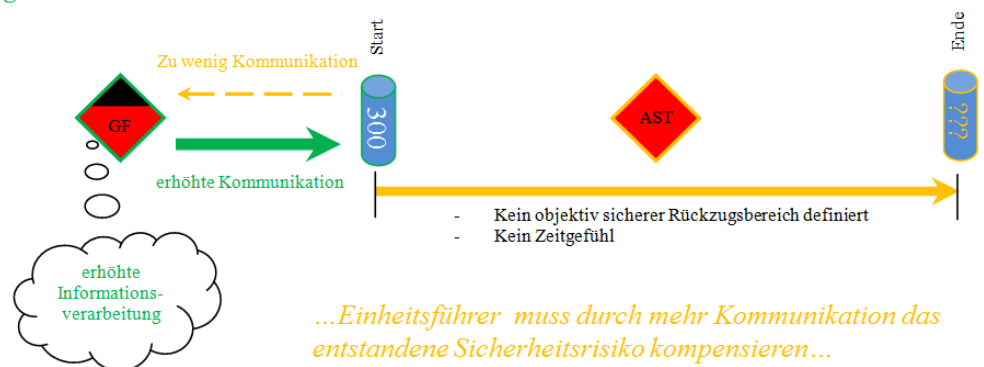 Start
Ende
Zu wenig Kommunikation
GF
300
AST
???
erhöhte Kommunikation
- Kein objektiv sicherer Rückzugsbereich definiert
- Kein Zeitgefühl
erhöhte
Informations-
verarbeitung
...Einheitsführer muss durch mehr Kommunikation das
entstandene Sicherheitsrisiko kompensieren...